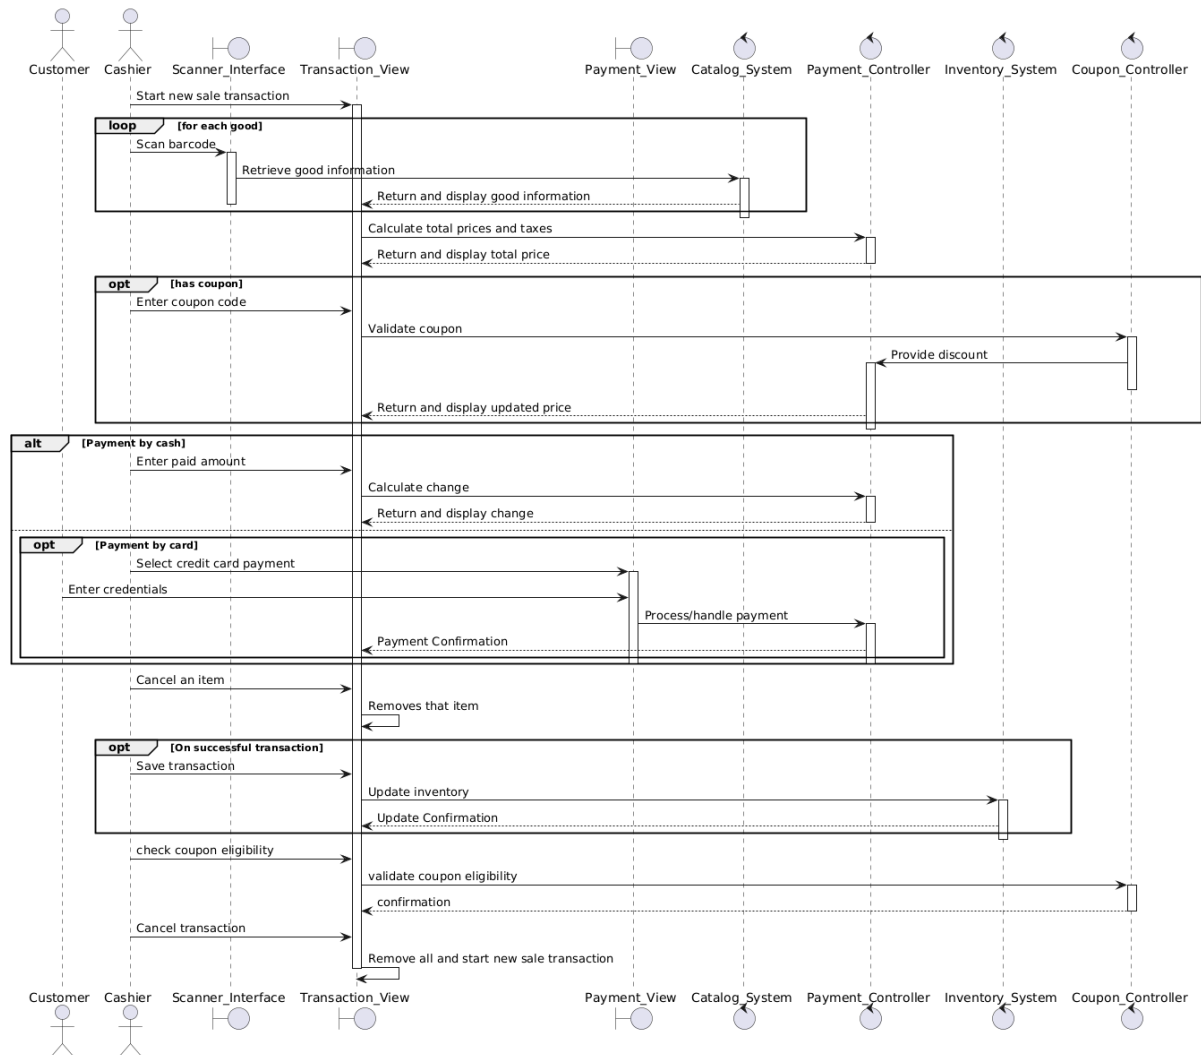 Customer
Cashier
Scanner_Interface
Transaction_View
Payment_View
Catalog_System
Payment_Controller
Inventory_System
Coupon_Controller
Start new sale transaction
loop [for each good]
Scan barcode
Retrieve good information
Return and display good information
Calculate total prices and taxes
Return and display total price
opt [has coupon]
Enter coupon code
Validate coupon
Provide discount
Return and display updated price
alt [Payment by cash]
Enter paid amount
Calculate change
Return and display change
opt [Payment by card]
Select credit card payment
Enter credentials
Process/handle payment
Payment Confirmation
Cancel an item
Removes that item
opt [On successful transaction]
Save transaction
Update inventory
Update Confirmation
check coupon eligibility
validate coupon eligibility
confirmation
Cancel transaction
Remove all and start new sale transaction
Customer
Cashier
Scanner_Interface
Transaction_View
Payment_View
Catalog_System
Payment_Controller
Inventory_System
Coupon_Controller